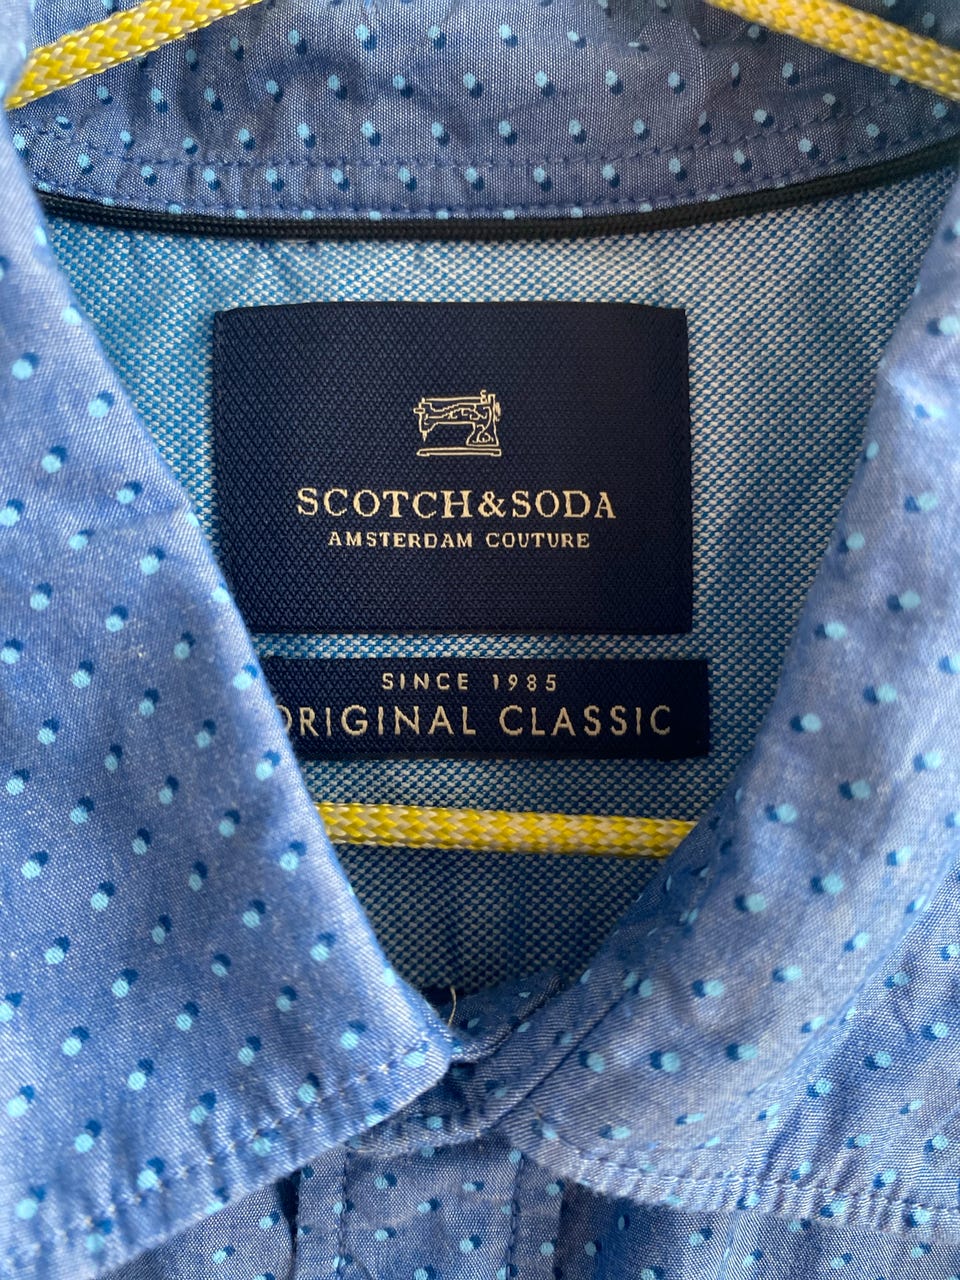 SCOTCH&SODA
AMSTERDAM COUTURE
SINCE 1985
ORIGINAL CLASSIC